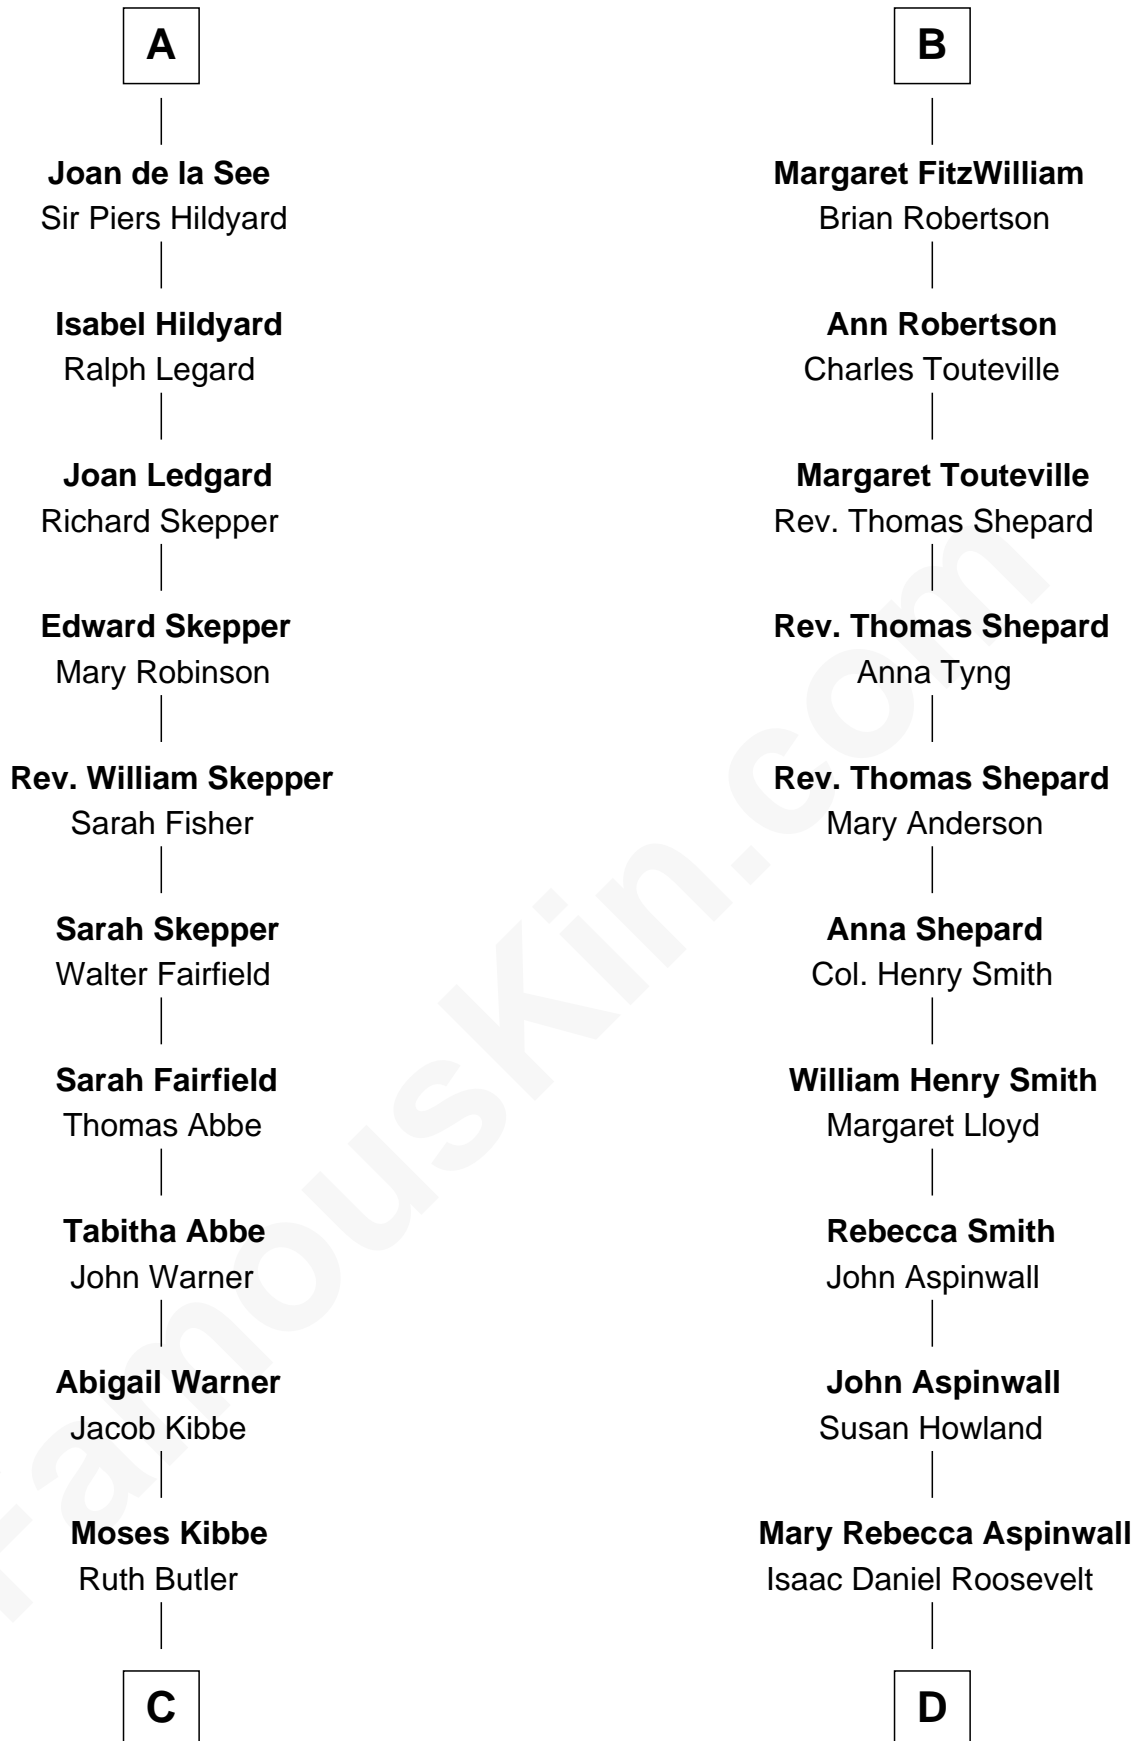 A
Joan de la See
Sir Piers Hildyard
Isabel Hildyard
Ralph Legard
Joan Ledgard
Richard Skepper
Edward Skepper
Mary Robinson
Rev. William Skepper
Sarah Fisher
Sarah Skepper
Walter Fairfield
Sarah Fairfield
Thomas Abbe
Tabitha Abbe
John Warner
Abigail Warner
Jacob Kibbe
Moses Kibbe
Ruth Butler
C
B
Margaret FitzWilliam
Brian Robertson
Ann Robertson
Charles Touteville
Margaret Touteville
Rev. Thomas Shepard
Rev. Thomas Shepard
Anna Tyng
Rev. Thomas Shepard
Mary Anderson
Anna Shepard
Col. Henry Smith
William Henry Smith
Margaret Lloyd
Rebecca Smith
John Aspinwall
John Aspinwall
Susan Howland
Mary Rebecca Aspinwall
Isaac Daniel Roosevelt
D
FamousKin.com